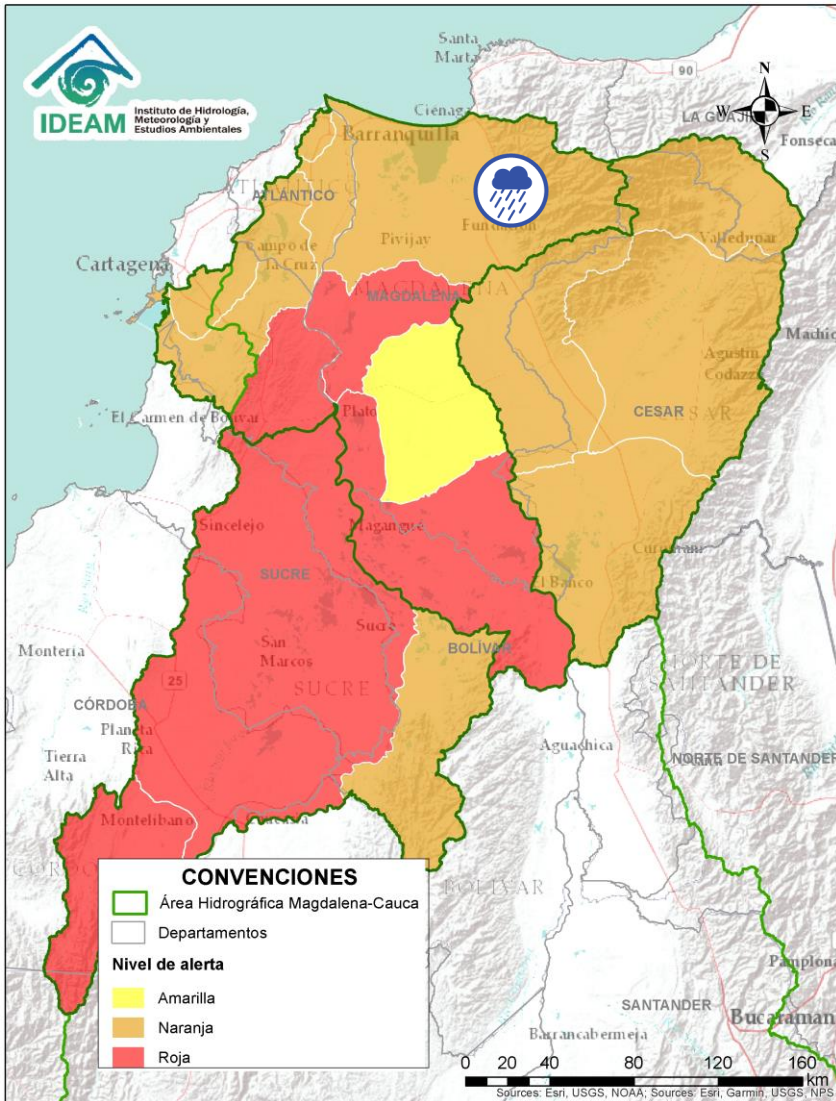 IDEAM
Instituto de Hidrología,
Meteorología y
Estudios Ambientales
Santa
Marta
90
N
W
E
S
LA GUAJIRA
Ciénaga
Barranquilla
Fonseca
ATLÁNTICO
Campo de
la Cruz
Pivijay
Fundación
Valledupar
Cartagena
MAGDALENA
Agustín
Codazzi
El Carmen de Bolívar
Plato
CESAR
Sincelejo
Magangué
SUCRE
El Banco
Sucre
BOLÍVAR
Montería
San
Marcos
SUCRE
25
NORTE DE
SANTANDER
CÓRDOBA
Planeta
Rica
Tierra
Alta
Aguachica
NORTE DE SANTANDER
Montelíbano
BOLÍVAR
CONVENCIONES
Área Hidrográfica Magdalena-Cauca
Departamentos
Nivel de alerta
Amarilla
Naranja
Roja
Pamplona
SANTANDER
Bucaraman
Barrancabermeja
0 20 40 80 120 160
km
Sources: Esri, USGS, NOAA; Sources: Esri, Garmin, USGS, NPS